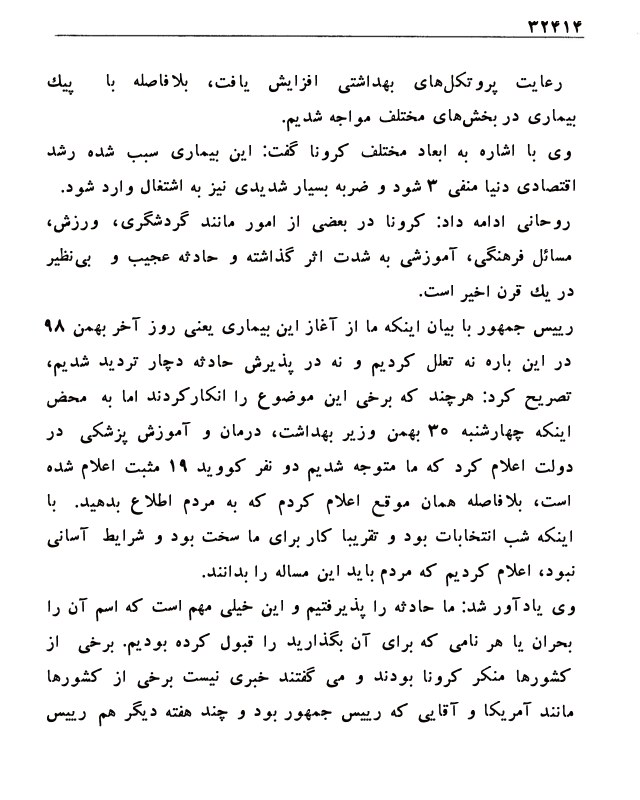 ۳۲۴۱۴
رعایت پروتکل‌های بهداشتی افزایش یافت، بلافاصله با پیك
بیماری در بخش‌های مختلف مواجه شدیم.
وی با اشاره به ابعاد مختلف کرونا گفت: این بیماری سبب شده رشد
اقتصادی دنیا منفی ۳ شود و ضربه بسیار شدیدی نیز به اشتغال وارد شود.
روحانی ادامه داد: کرونا در بعضی از امور مانند گردشگری، ورزش،
مسائل فرهنگی، آموزشی به شدت اثر گذاشته و حادثه عجیب و بی‌نظیر
در یك قرن اخیر است.
رییس جمهور با بیان اینکه ما از آغاز این بیماری یعنی روز آخر بهمن ۹۸
در این باره نه تعلل کردیم و نه در پذیرش حادثه دچار تردید شدیم،
تصریح کرد: هرچند که برخی این موضوع را انکارکردند اما به محض
اینکه چهارشنبه ۳۰ بهمن وزیر بهداشت، درمان و آموزش پزشکی در
دولت اعلام کرد که ما متوجه شدیم دو نفر کووید ۱۹ مثبت اعلام شده
است، بلافاصله همان موقع اعلام کردم که به مردم اطلاع بدهید. با
اینکه شب انتخابات بود و تقریبا کار برای ما سخت بود و شرایط آسانی
نبود، اعلام کردیم که مردم باید این مساله را بدانند.
وی یادآور شد: ما حادثه را پذیرفتیم و این خیلی مهم است که اسم آن را
بحران یا هر نامی که برای آن بگذارید را قبول کرده بودیم. برخی از
کشورها منکر کرونا بودند و می گفتند خبری نیست برخی از کشورها
مانند آمریکا و آقایی که رییس جمهور بود و چند هفته دیگر هم رییس